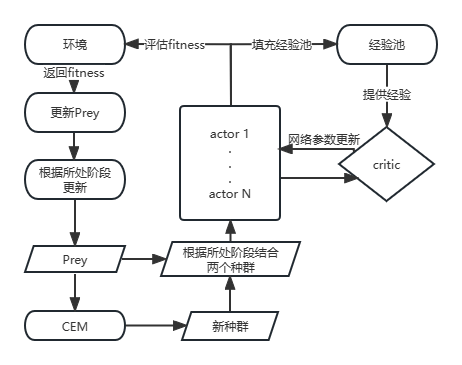 环境
评估fitness
填充经验池
经验池
返回fitness
提供经验
更新Prey
actor 1
.
.
.
actor N
网络参数更新
critic
根据所处阶段
更新
Prey
根据所处阶段结合
两个种群
CEM
新种群